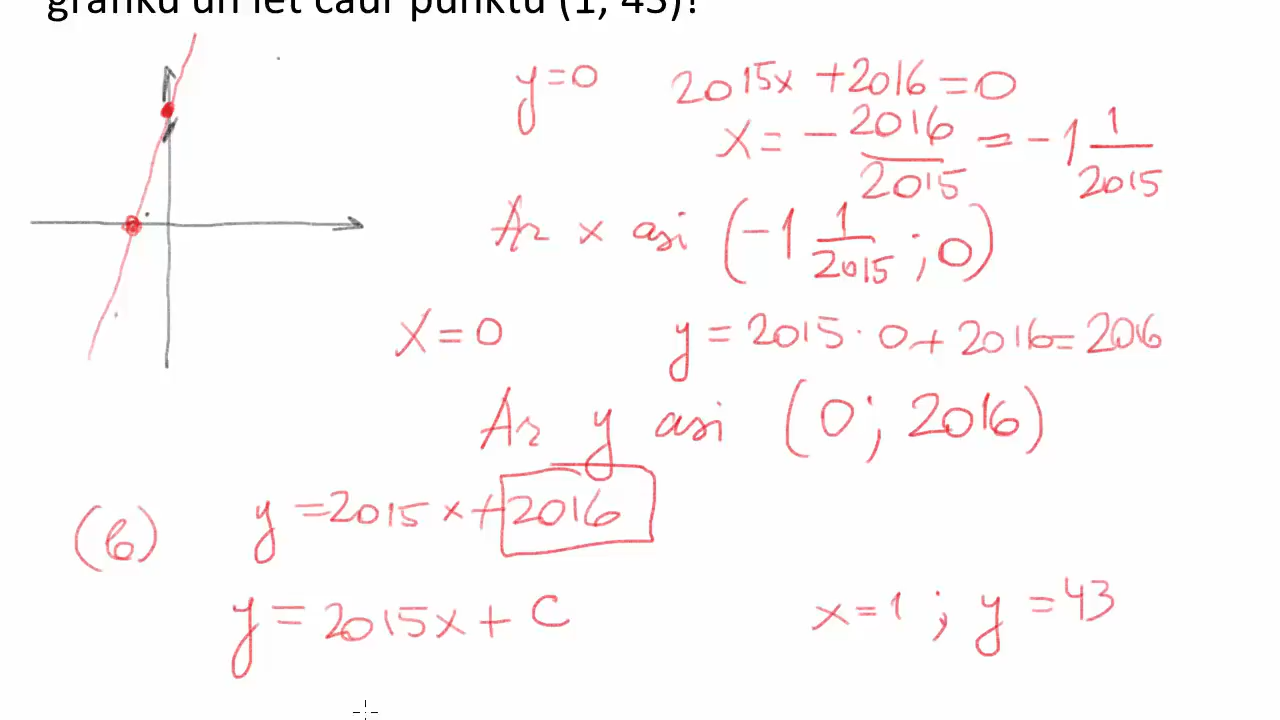 grafiku un iet caur punktu (1; 43)!
y=0 2015x +2016 = 0
x = - 2016/2015 = -1 1/2015
Ar x asi (-1 1/2015 ; 0)
x = 0 y = 2015 · 0 + 2016 = 206
Ar y asi (0; 2016)
(b) y = 2015x + 2016
y = 2015x + C x = 1 ; y = 43